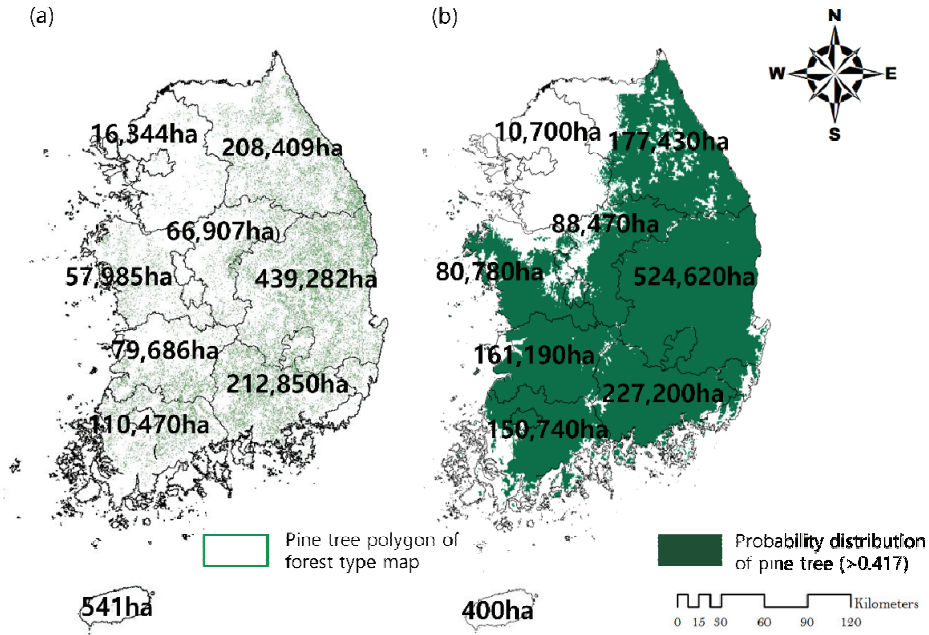 (a)
(b)
N
W
E
S
16,344ha
208,409ha
66,907ha
57,985ha
439,282ha
79,686ha
212,850ha
110,470ha
541ha
Pine tree polygon of
forest type map
10,700ha
177,430ha
88,470ha
80,780ha
524,620ha
161,190ha
227,200ha
150,740ha
400ha
Probability distribution
of pine tree (>0.417)
Kilometers
0 15 30 60 90 120